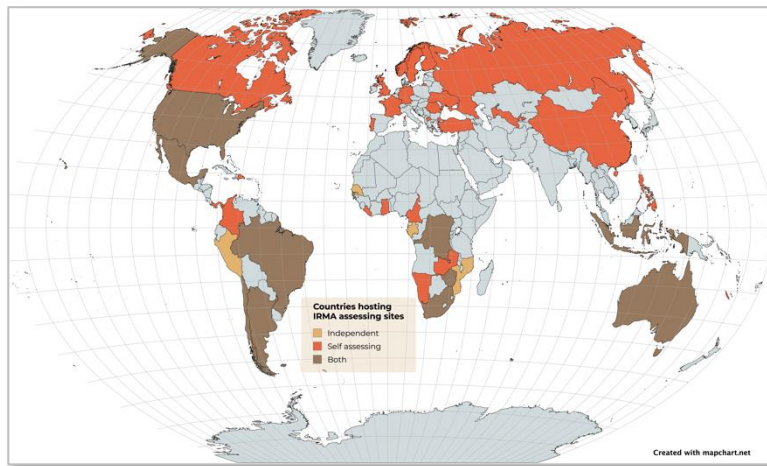 Countries hosting
IRMA assessing sites
Independent
Self assessing
Both
Created with mapchart.net